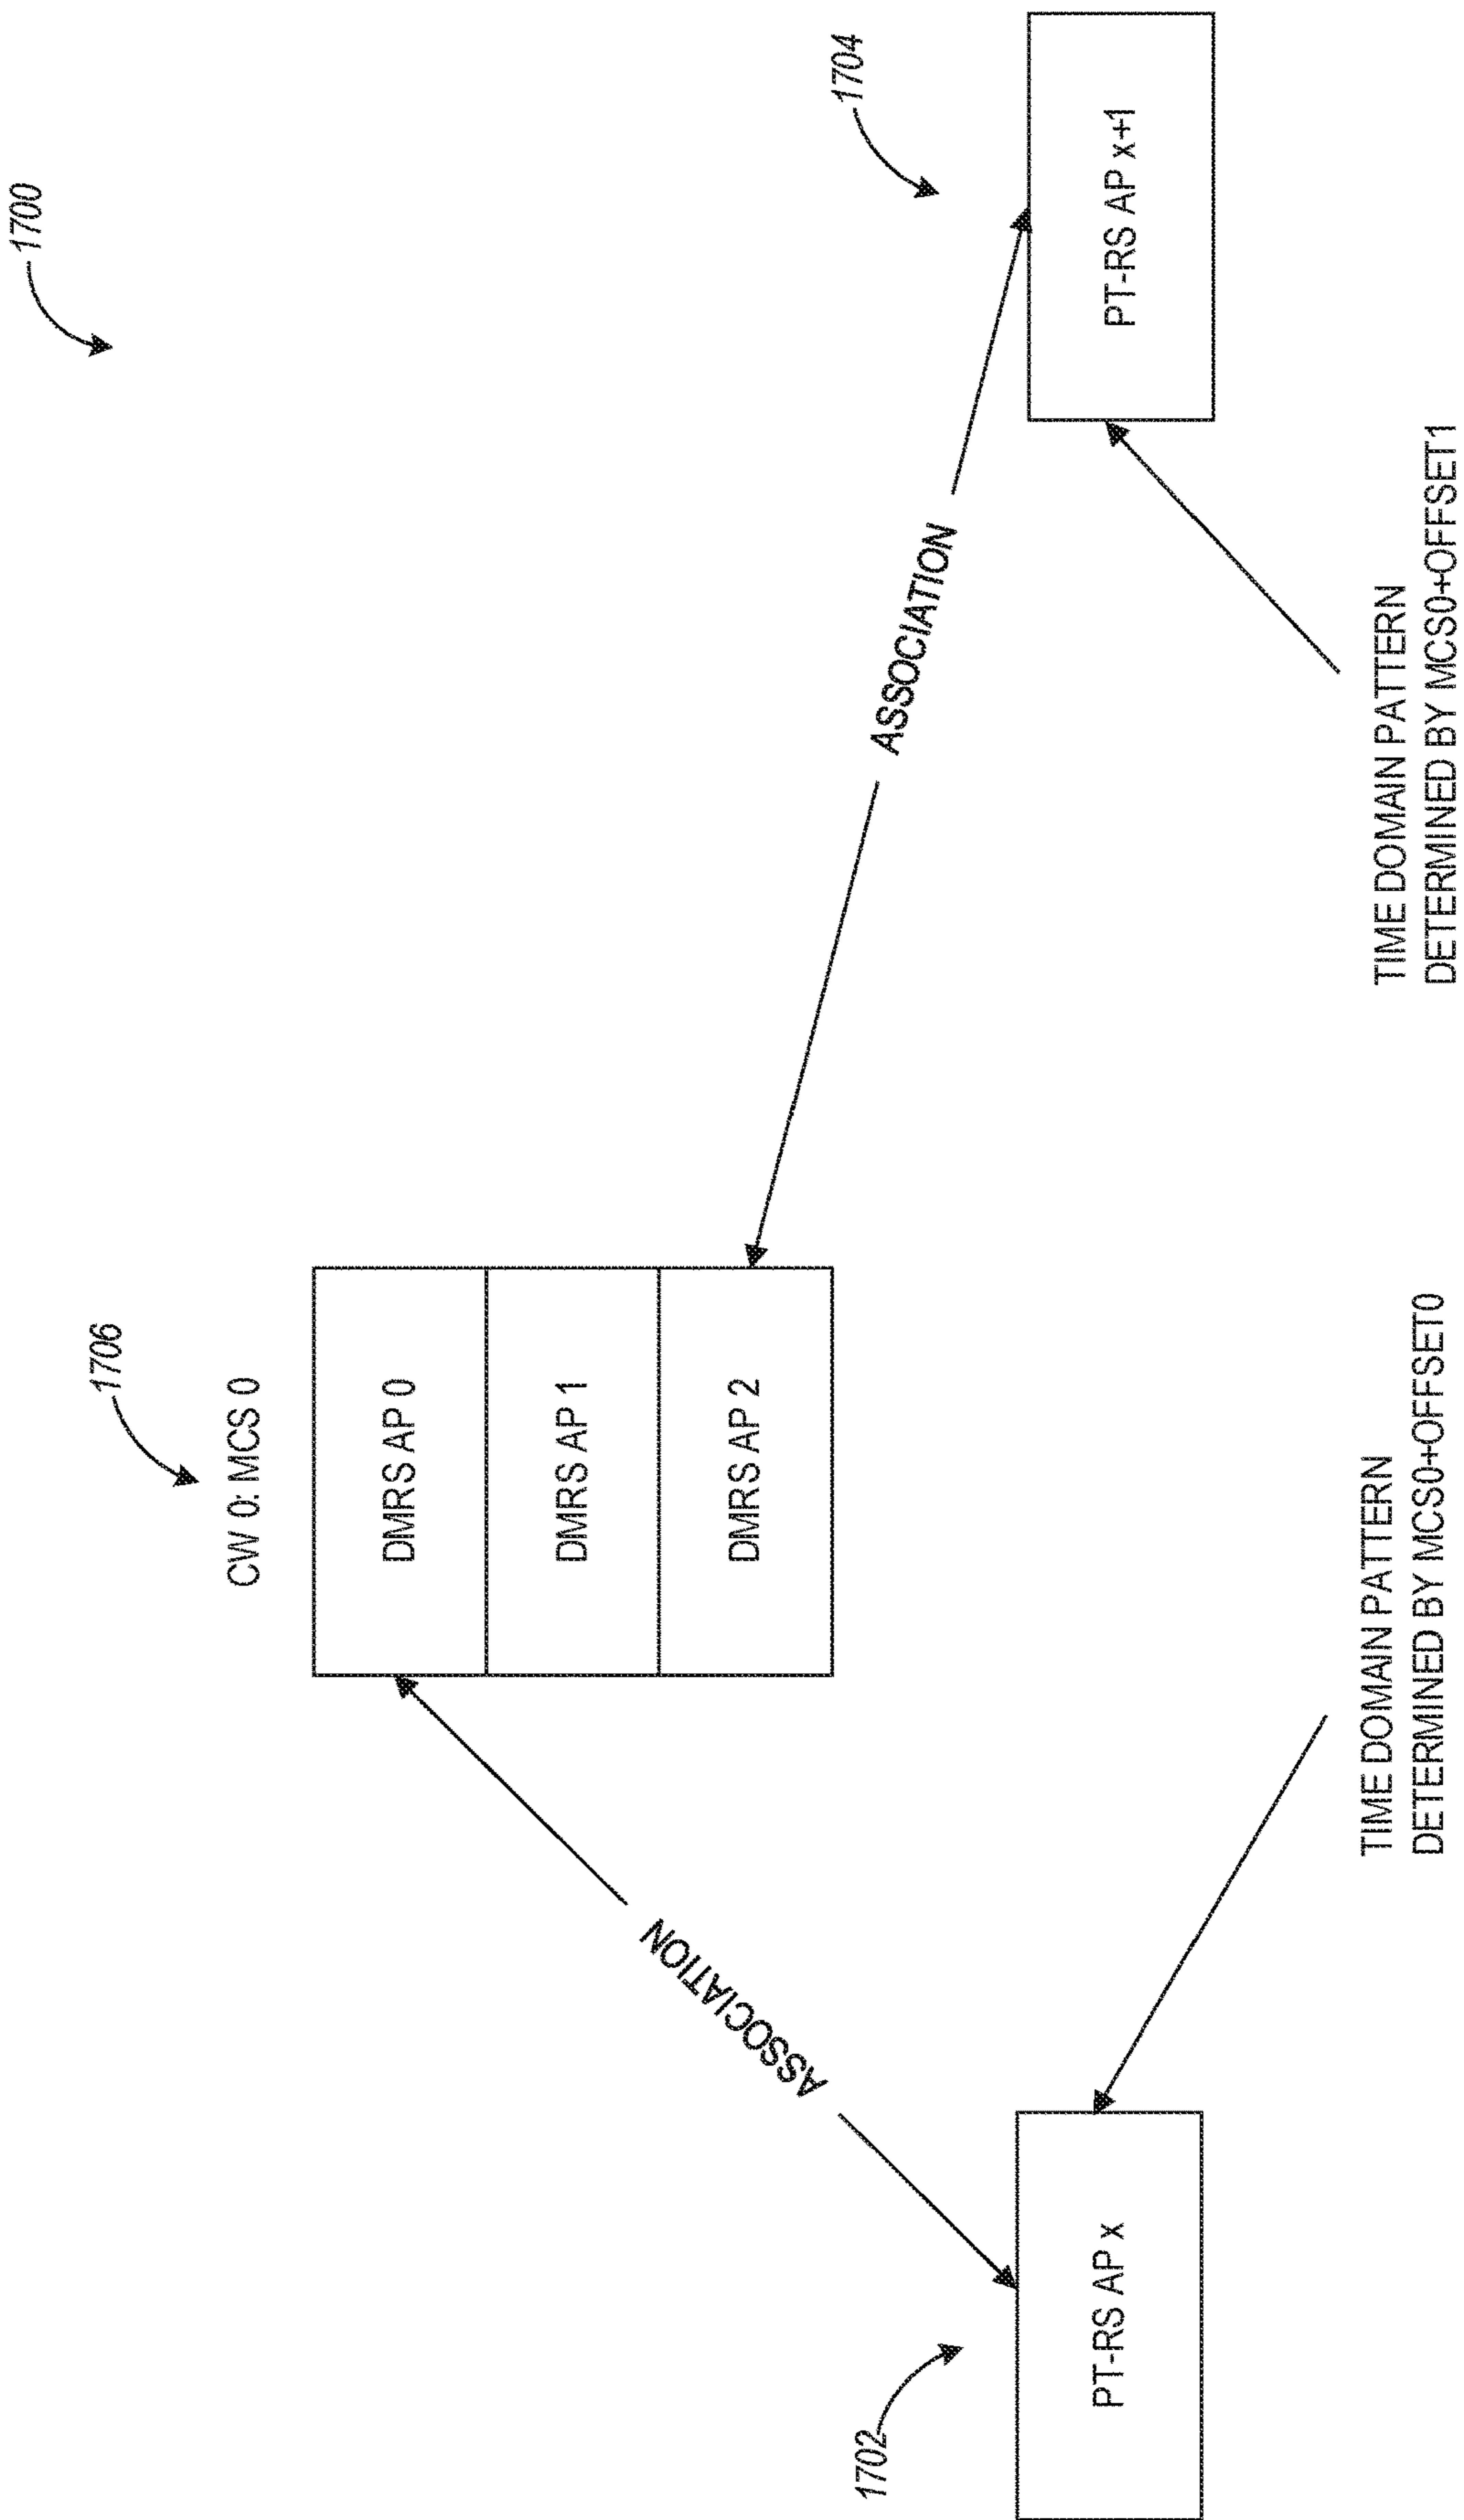 1700
1706
CW 0: MCS 0
DMRS AP 0
DMRS AP 1
DMRS AP 2
ASSOCIATION
ASSOCIATION
1702
PT-RS AP x
1704
PT-RS AP x+1
TIME DOMAIN PATTERN
DETERMINED BY MCS0+OFFSET0
TIME DOMAIN PATTERN
DETERMINED BY MCS0+OFFSET1